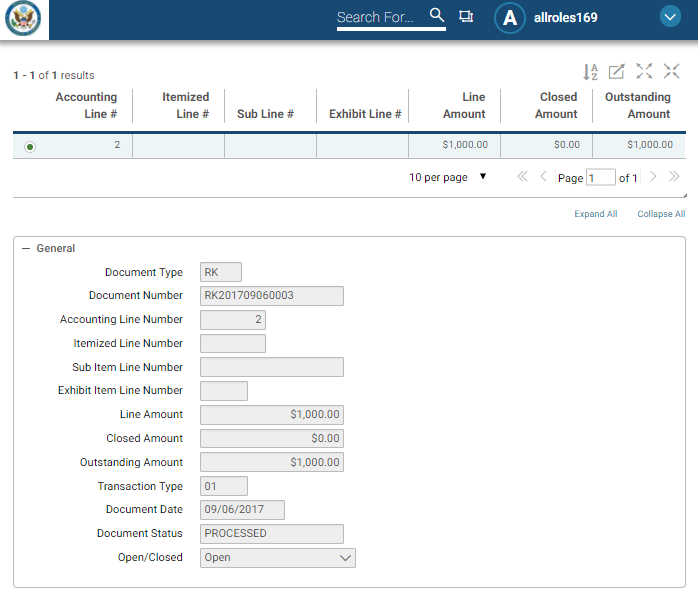 Search For...
A
allroles169
1 - 1 of 1 results
Accounting Line #
Itemized Line #
Sub Line #
Exhibit Line #
Line Amount
Closed Amount
Outstanding Amount
2
$1,000.00
$0.00
$1,000.00
10 per page
Page 1 of 1
Expand All
Collapse All
General
Document Type RK
Document Number RK201709060003
Accounting Line Number 2
Itemized Line Number
Sub Item Line Number
Exhibit Item Line Number
Line Amount $1,000.00
Closed Amount $0.00
Outstanding Amount $1,000.00
Transaction Type 01
Document Date 09/06/2017
Document Status PROCESSED
Open/Closed Open